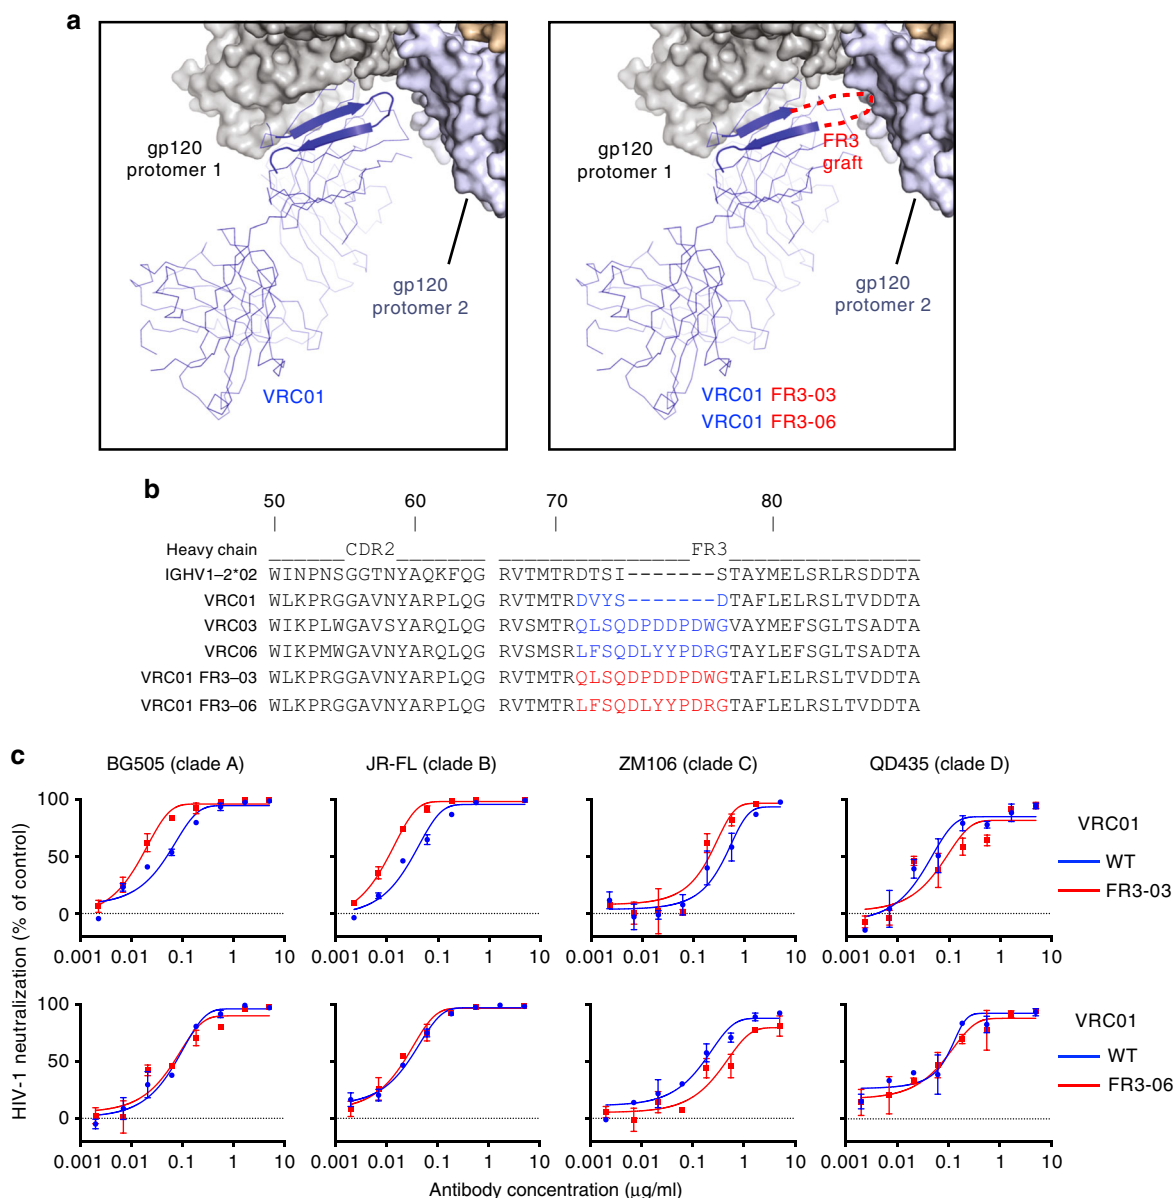 a
gp120
protomer 1
gp120
protomer 2
VRC01
gp120
protomer 1
FR3
graft
gp120
protomer 2
VRC01 FR3-03
VRC01 FR3-06
b
50 60 70 80
Heavy chain ______CDR2_______ ______________FR3______________
IGHV1–2*02 WINPNSGGTNYAQKFQG RVTMTRDTSI-------STAYMELSRLRSDDTA
VRC01 WLKPRGGAVNYARPLQG RVTMTRDVYS-------DTAFLELRSLTVDDTA
VRC03 WIKPLWGAVSYARQLQG RVSMTRQLSQDPDDPDWGVAYMEFSGLTSADTA
VRC06 WIKPMWGAVNYARQLQG RVSMSRLFSQDLYYPDRGTAYLEFSGLTSADTA
VRC01 FR3–03 WLKPRGGAVNYARPLQG RVTMTRQLSQDPDDPDWGTAFLELRSLTVDDTA
VRC01 FR3–06 WLKPRGGAVNYARPLQG RVTMTRLFSQDLYYPDRGTAFLELRSLTVDDTA
c
BG505 (clade A) JR-FL (clade B) ZM106 (clade C) QD435 (clade D)
HIV-1 neutralization (% of control)
100
50
0
0.001 0.01 0.1 1 10
0.001 0.01 0.1 1 10
0.001 0.01 0.1 1 10
0.001 0.01 0.1 1 10
VRC01
WT
FR3-03
100
50
0
0.001 0.01 0.1 1 10
0.001 0.01 0.1 1 10
0.001 0.01 0.1 1 10
0.001 0.01 0.1 1 10
VRC01
WT
FR3-06
Antibody concentration (μg/ml)